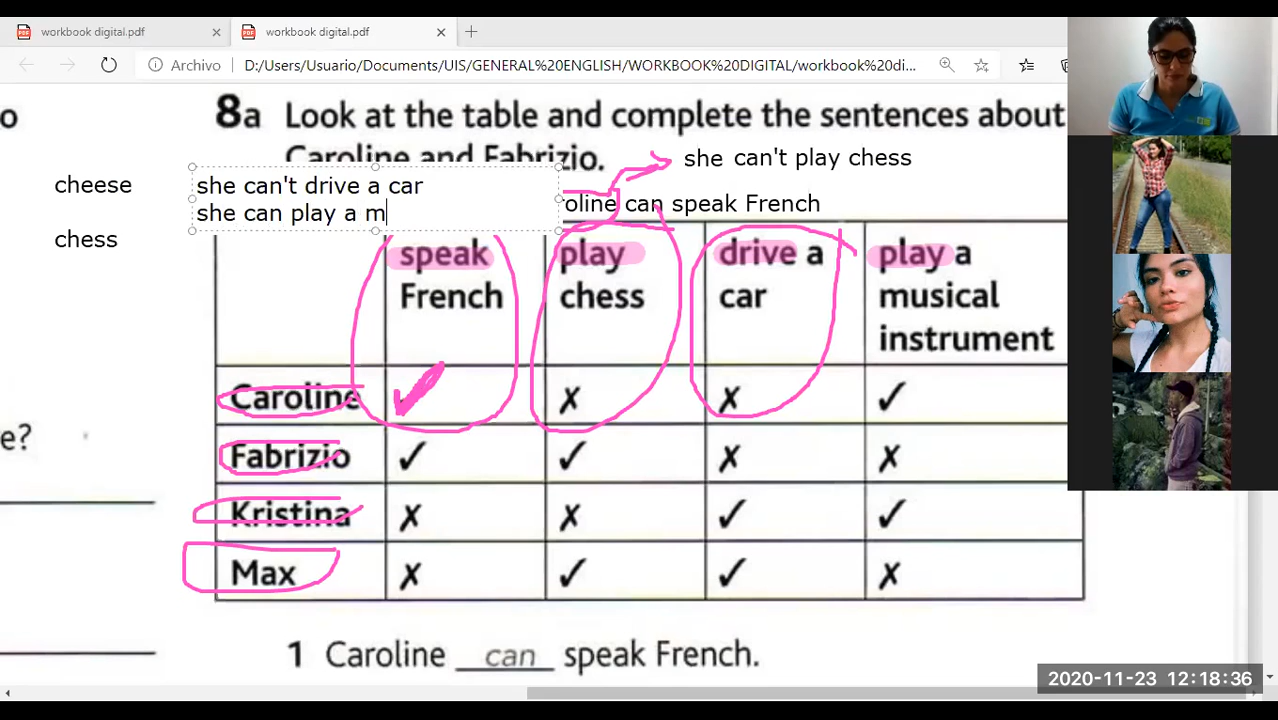 workbook digital.pdf
workbook digital.pdf
Archivo
D:/Users/Usuario/Documents/UIS/GENERAL%20ENGLISH/WORKBOOK%20DIGITAL/workbook%20di...
o
8a Look at the table and complete the sentences about
Caroline and Fabrizio.
she can't play chess
cheese
she can't drive a car
she can play a m
oline can speak French
chess
speak French
play chess
drive a car
play a musical instrument
Caroline ✓ ✗ ✗ ✓
Fabrizio ✓ ✓ ✗ ✗
Kristina ✗ ✗ ✓ ✓
Max ✗ ✓ ✓ ✗
e?
1 Caroline can speak French.
2020-11-23 12:18:36